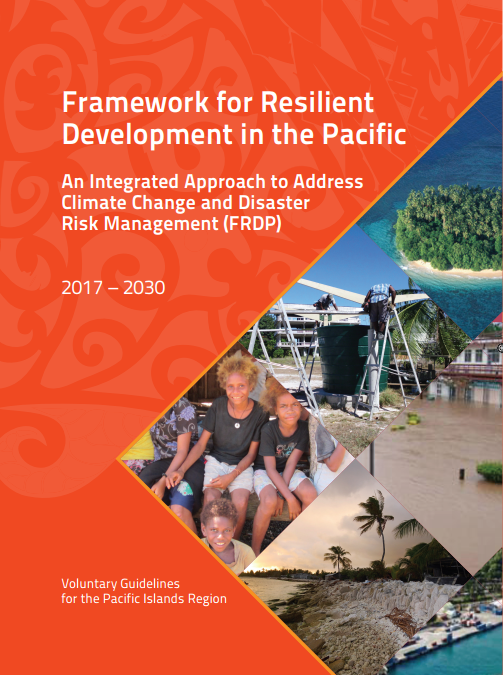 Framework for Resilient
Development in the Pacific
An Integrated Approach to Address
Climate Change and Disaster
Risk Management (FRDP)
2017 – 2030
Voluntary Guidelines
for the Pacific Islands Region